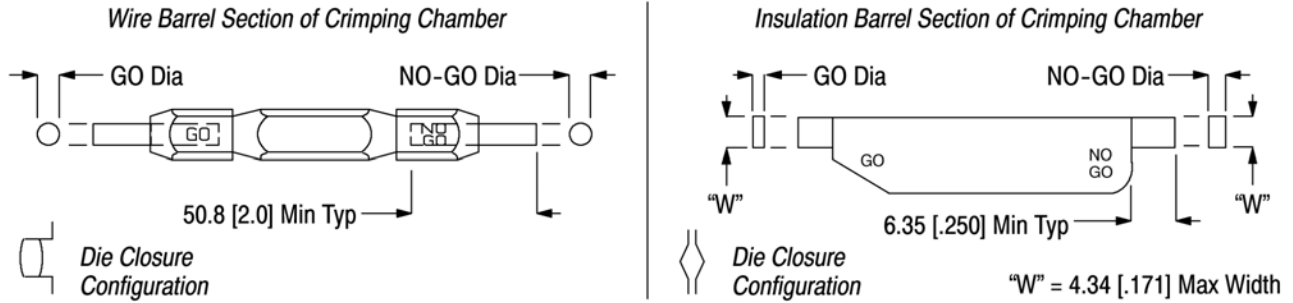 Wire Barrel Section of Crimping Chamber
GO Dia
NO-GO Dia
GO
NO
GO
50.8 [2.0] Min Typ
Die Closure
Configuration
Insulation Barrel Section of Crimping Chamber
GO Dia
NO-GO Dia
GO
NO
GO
"W"
"W"
6.35 [.250] Min Typ
Die Closure
Configuration
"W" = 4.34 [.171] Max Width